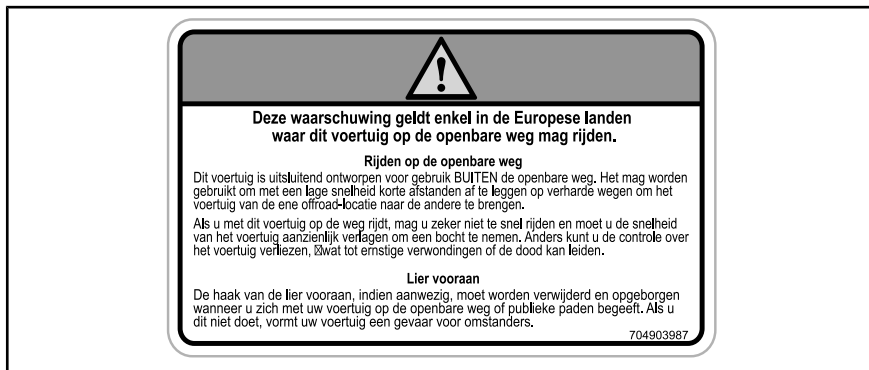 Deze waarschuwing geldt enkel in de Europese landen
waar dit voertuig op de openbare weg mag rijden.
Rijden op de openbare weg
Dit voertuig is uitsluitend ontworpen voor gebruik BUITEN de openbare weg. Het mag worden
gebruikt om met een lage snelheid korte afstanden af te leggen op verharde wegen om het
voertuig van de ene offroad-locatie naar de andere te brengen.
Als u met dit voertuig op de weg rijdt, mag u zeker niet te snel rijden en moet u de snelheid
van het voertuig aanzienlijk verlagen om een bocht te nemen. Anders kunt u de controle over
het voertuig verliezen, ☒wat tot ernstige verwondingen of de dood kan leiden.
Lier vooraan
De haak van de lier vooraan, indien aanwezig, moet worden verwijderd en opgeborgen
wanneer u zich met uw voertuig op de openbare weg of publieke paden begeeft. Als u
dit niet doet, vormt uw voertuig een gevaar voor omstanders.
704903987